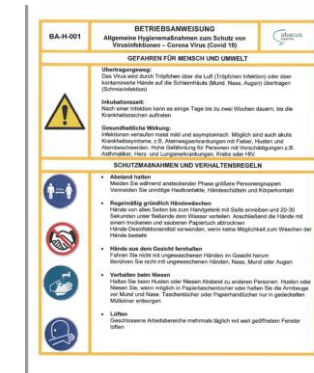 BA-H-001
BETRIEBSANWEISUNG
Allgemeine Hygienemaßnahmen zum Schutz von
Virusinfektionen – Corona Virus (Covid 19)
abacus
GEFAHREN FÜR MENSCH UND UMWELT
Übertragungsweg:
Das Virus wird durch Tröpfchen über die Luft (Tröpfchen Infektion) oder über
kontaminierte Hände auf die Schleimhäute (Mund, Nase, Augen) übertragen
(Schmierinfektion)
Inkubationszeit:
Nach einer Infektion kann es einige Tage bis zu zwei Wochen dauern, bis die
Krankheitszeichen auftreten
Gesundheitliche Wirkung:
Infektionen verlaufen meist mild und asymptomisch. Möglich sind auch akute
Krankheitssymptome, z.B. Atemwegserkrankungen mit Fieber, Husten und
Atembeschwerden. Hohe Gefährdung für Personen mit Vorschädigungen z.B.
Asthmatiker, Herz- und Lungenerkrankungen, Krebs oder HIV.
SCHUTZMAßNAHMEN UND VERHALTENSREGELN
• Abstand halten
Meiden Sie während ansteckender Phase größere Personengruppen
Vermeiden Sie unnötige Hautkontakte, Händeschütteln und Körperkontakt
• Regelmäßig gründlich Händewaschen
Hände von allen Seiten bis zum Handgelenk mit Seife einreiben und 20-30
Sekunden unter fließende dem Wasser verteilen. Anschließend die Hände mit
einem trockenen und sauberen Papiertuch abtrocknen
Hände-Desinfektionsmittel verwenden, wenn keine Möglichkeit zum Waschen der
Hände besteht
• Hände aus dem Gesicht fernhalten
Fahren Sie nicht mit ungewaschenen Händen im Gesicht herum
Berühren Sie nicht mit ungewaschenen Händen, Nase, Mund oder Augen
• Verhalten beim Niesen
Halten Sie beim Husten oder Niesen Abstand zu anderen Personen. Husten oder
Niesen Sie, wenn möglich in Papiertaschentücher oder halten Sie die Armbeuge
vor Mund und Nase. Taschentücher oder Papierhandtücher nur in gedeckelten
Mülleimer entsorgen
• Lüften
Geschlossene Arbeitsbereiche mehrmals täglich mit weit geöffnetem Fenster
lüften